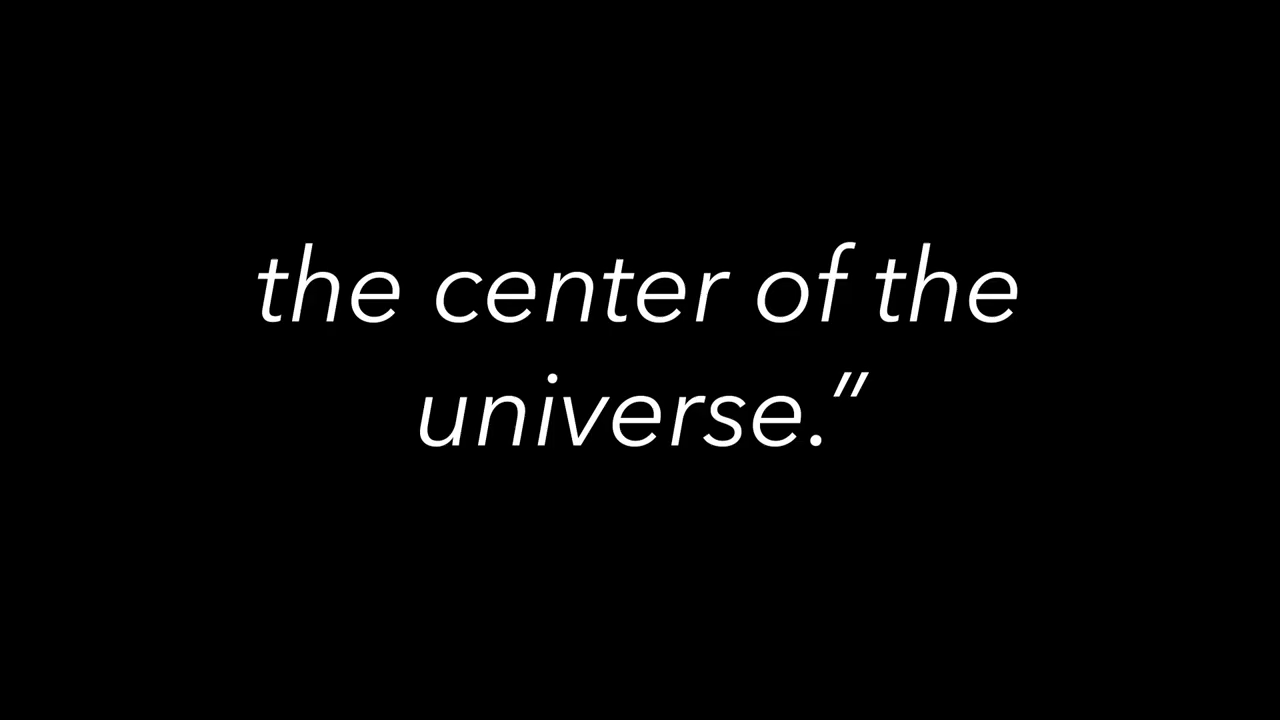 the center of the
universe.”